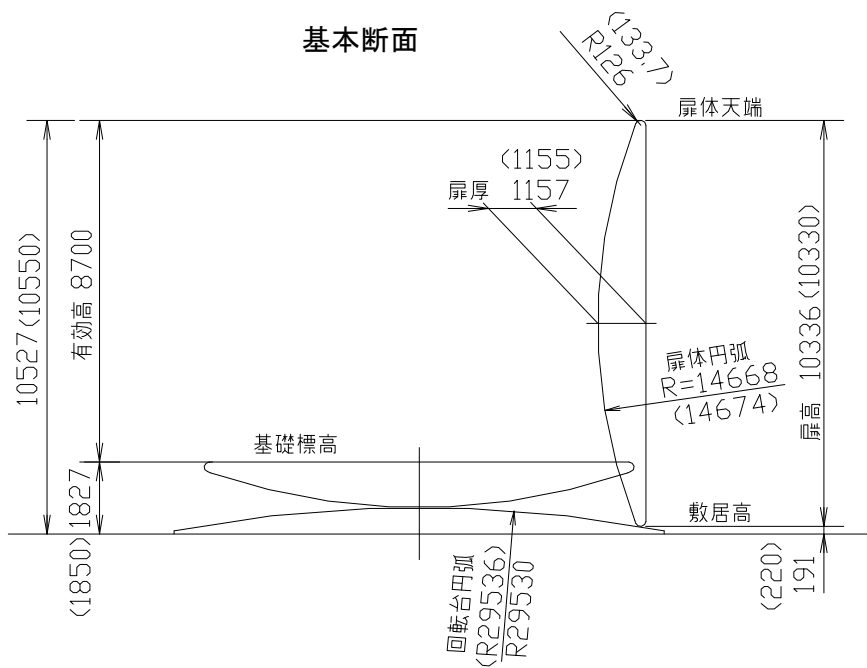 基本断面
(133,7)
R126
扉体天端
(1155)
扉厚 1157
10527(10550)
有効高 8700
扉高 10336(10330)
扉体円弧
R=14668
(14674)
基礎標高
敷居高
1827
(1850)
回転台円弧
(R29536)
R29530
(220)
191